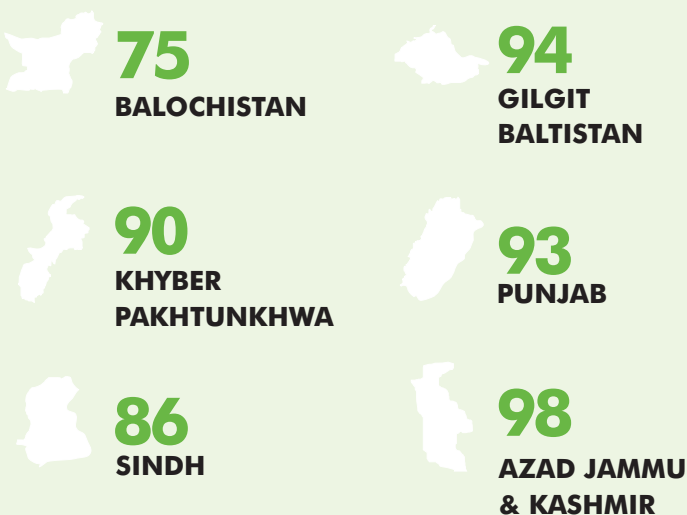 75
BALOCHISTAN
94
GILGIT
BALTISTAN
90
KHYBER
PAKHTUNKHWA
93
PUNJAB
86
SINDH
98
AZAD JAMMU
& KASHMIR